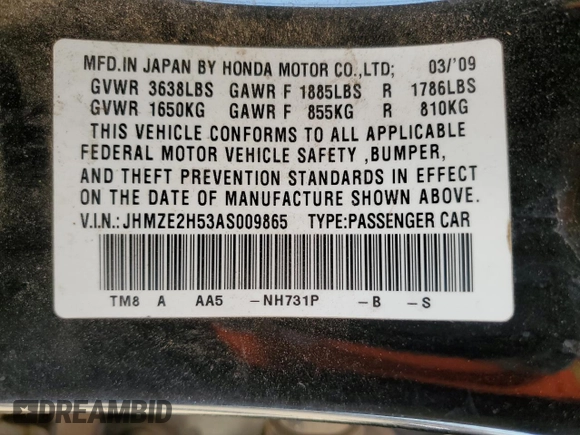 MFD.IN JAPAN BY HONDA MOTOR CO.,LTD; 03/'09
GVWR 3638LBS GAWR F 1885LBS R 1786LBS
GVWR 1650KG GAWR F 855KG R 810KG
THIS VEHICLE CONFORMS TO ALL APPLICABLE
FEDERAL MOTOR VEHICLE SAFETY ,BUMPER,
AND THEFT PREVENTION STANDARDS IN EFFECT
ON THE DATE OF MANUFACTURE SHOWN ABOVE.
V.I.N.:JHMZE2H53AS009865 TYPE:PASSENGER CAR
TM8 A AA5 -NH731P -B -S
DREAMBID